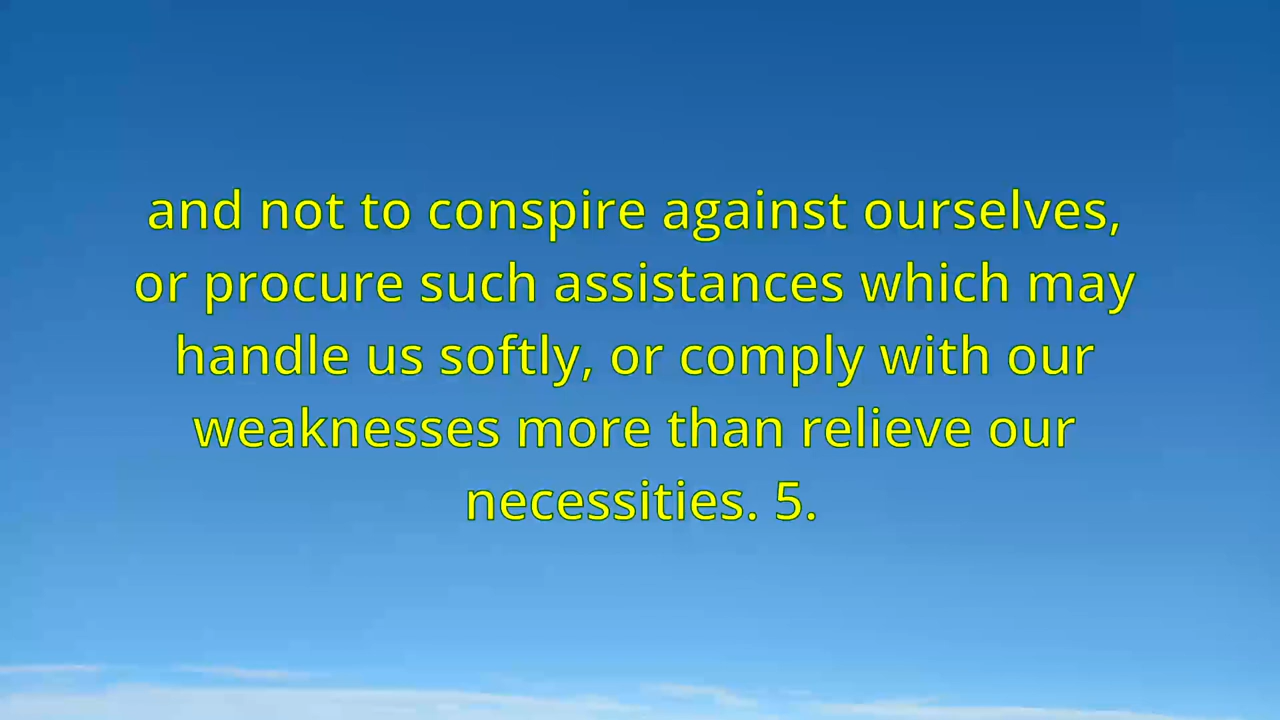 and not to conspire against ourselves,
or procure such assistances which may
handle us softly, or comply with our
weaknesses more than relieve our
necessities. 5.